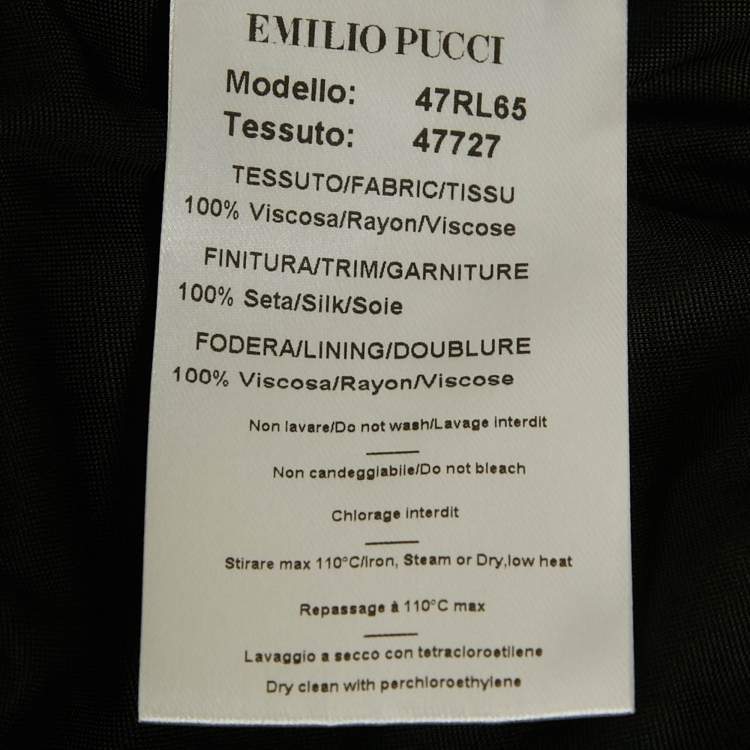 EMILIO PUCCI
Modello: 47RL65
Tessuto: 47727
TESSUTO/FABRIC/TISSU
100% Viscosa/Rayon/Viscose
FINITURA/TRIM/GARNITURE
100% Seta/Silk/Soie
FODERA/LINING/DOUBLURE
100% Viscosa/Rayon/Viscose
Non lavare/Do not wash/Lavage interdit
Non candeggiabile/Do not bleach
Chlorage interdit
Stirare max 110°C/Iron, Steam or Dry,low heat
Repassage à 110°C max
Lavaggio a secco con tetracloroetilene
Dry clean with perchloroethylene